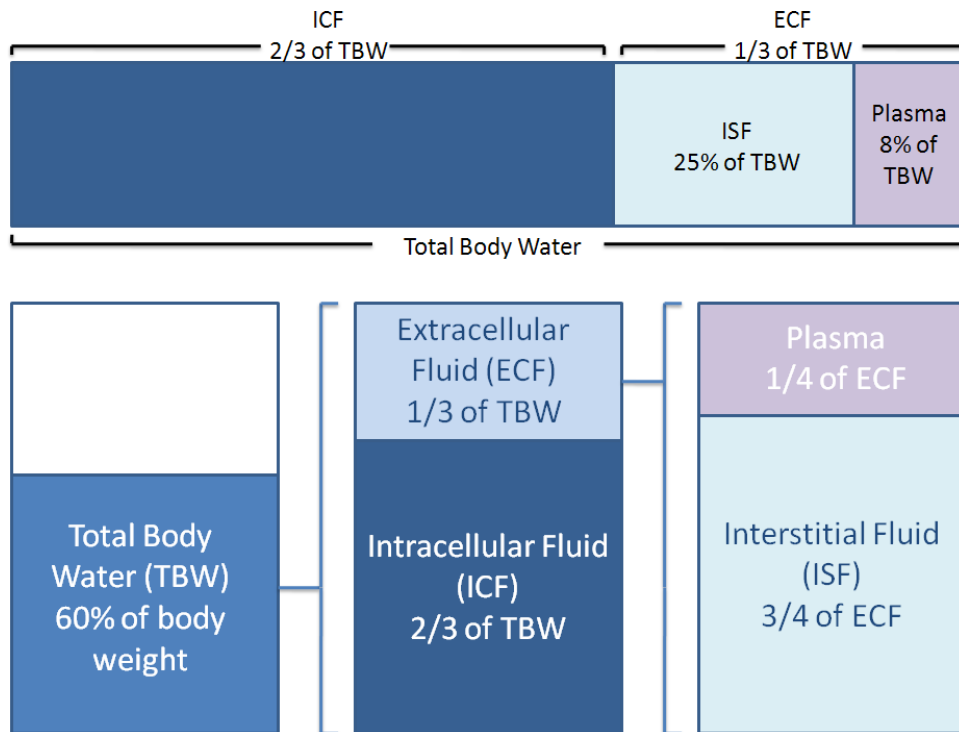 ICF
2/3 of TBW
ECF
1/3 of TBW
ISF
25% of TBW
Plasma
8% of
TBW
Total Body Water
Total Body
Water (TBW)
60% of body
weight
Extracellular
Fluid (ECF)
1/3 of TBW
Intracellular Fluid
(ICF)
2/3 of TBW
Plasma
1/4 of ECF
Interstitial Fluid
(ISF)
3/4 of ECF